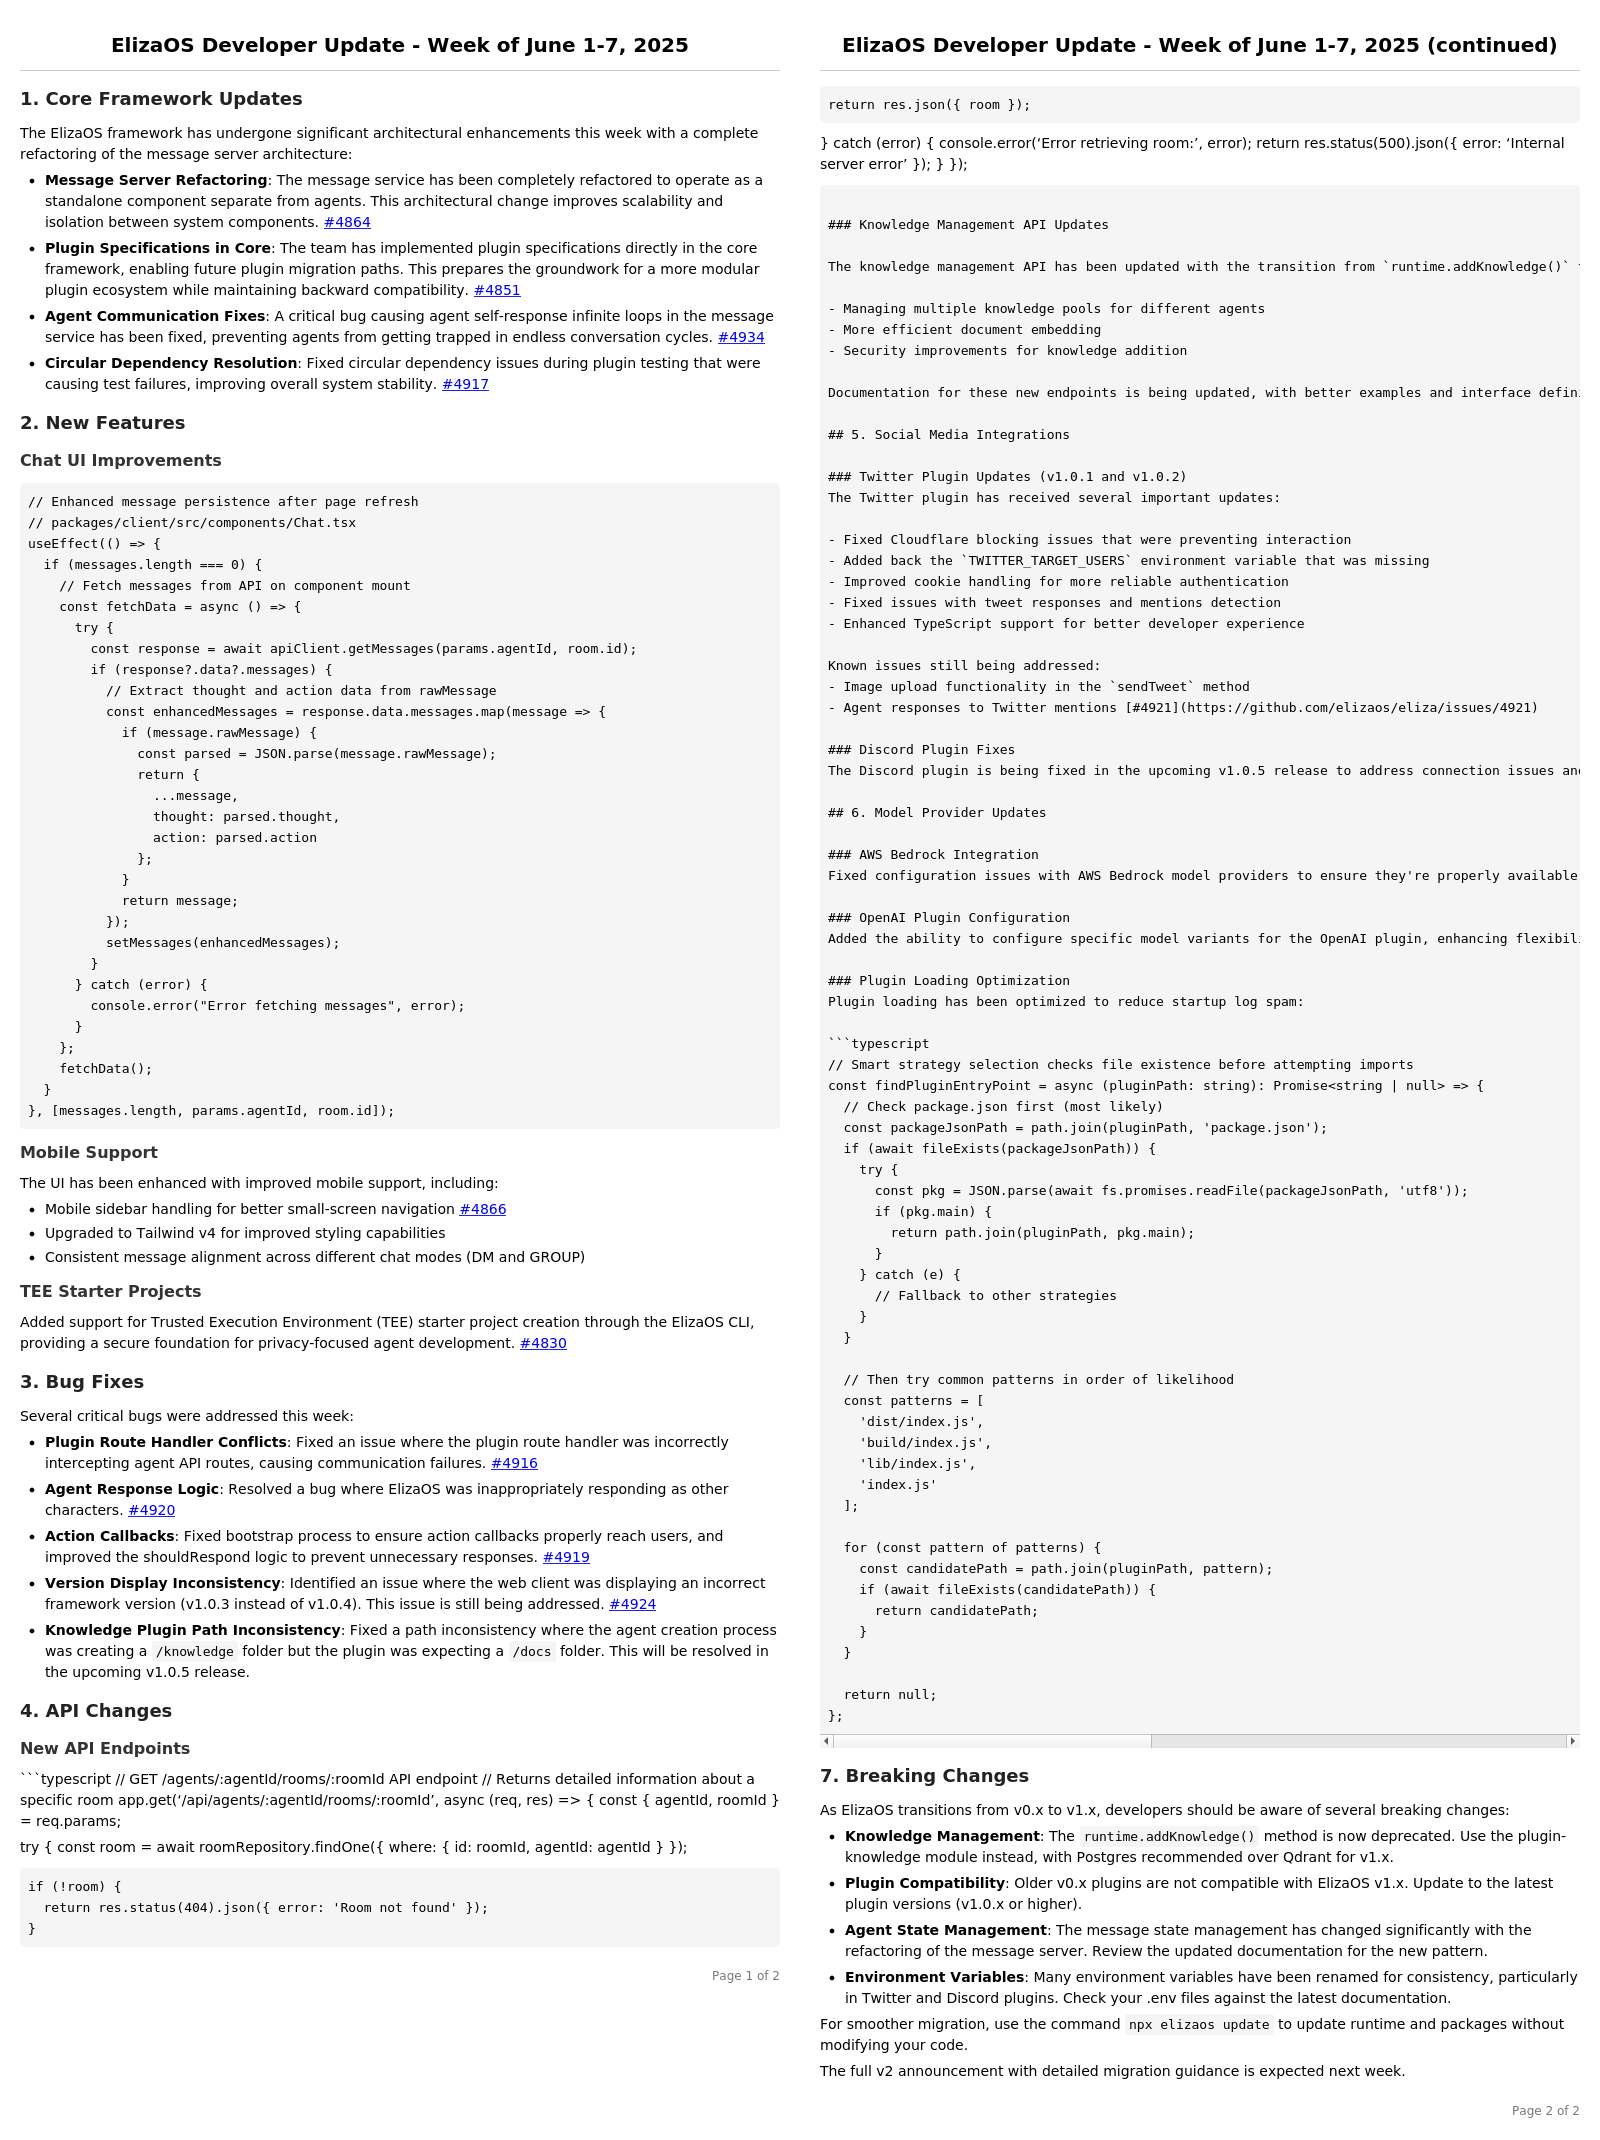 ElizaOS Developer Update - Week of June 1-7, 2025
1. Core Framework Updates
The ElizaOS framework has undergone significant architectural enhancements this week with a complete
refactoring of the message server architecture:
• Message Server Refactoring: The message service has been completely refactored to operate as a
standalone component separate from agents. This architectural change improves scalability and
isolation between system components. #4864
• Plugin Specifications in Core: The team has implemented plugin specifications directly in the core
framework, enabling future plugin migration paths. This prepares the groundwork for a more modular
plugin ecosystem while maintaining backward compatibility. #4851
• Agent Communication Fixes: A critical bug causing agent self-response infinite loops in the message
service has been fixed, preventing agents from getting trapped in endless conversation cycles. #4934
• Circular Dependency Resolution: Fixed circular dependency issues during plugin testing that were
causing test failures, improving overall system stability. #4917
2. New Features
Chat UI Improvements
// Enhanced message persistence after page refresh
// packages/client/src/components/Chat.tsx
useEffect(() => {
  if (messages.length === 0) {
    // Fetch messages from API on component mount
    const fetchData = async () => {
      try {
        const response = await apiClient.getMessages(params.agentId, room.id);
        if (response?.data?.messages) {
          // Extract thought and action data from rawMessage
          const enhancedMessages = response.data.messages.map(message => {
            if (message.rawMessage) {
              const parsed = JSON.parse(message.rawMessage);
              return {
                ...message,
                thought: parsed.thought,
                action: parsed.action
              };
            }
            return message;
          });
          setMessages(enhancedMessages);
        }
      } catch (error) {
        console.error("Error fetching messages", error);
      }
    };
    fetchData();
  }
}, [messages.length, params.agentId, room.id]);
Mobile Support
The UI has been enhanced with improved mobile support, including:
• Mobile sidebar handling for better small-screen navigation #4866
• Upgraded to Tailwind v4 for improved styling capabilities
• Consistent message alignment across different chat modes (DM and GROUP)
TEE Starter Projects
Added support for Trusted Execution Environment (TEE) starter project creation through the ElizaOS CLI,
providing a secure foundation for privacy-focused agent development. #4830
3. Bug Fixes
Several critical bugs were addressed this week:
• Plugin Route Handler Conflicts: Fixed an issue where the plugin route handler was incorrectly
intercepting agent API routes, causing communication failures. #4916
• Agent Response Logic: Resolved a bug where ElizaOS was inappropriately responding as other
characters. #4920
• Action Callbacks: Fixed bootstrap process to ensure action callbacks properly reach users, and
improved the shouldRespond logic to prevent unnecessary responses. #4919
• Version Display Inconsistency: Identified an issue where the web client was displaying an incorrect
framework version (v1.0.3 instead of v1.0.4). This issue is still being addressed. #4924
• Knowledge Plugin Path Inconsistency: Fixed a path inconsistency where the agent creation process
was creating a /knowledge folder but the plugin was expecting a /docs folder. This will be resolved in
the upcoming v1.0.5 release.
4. API Changes
New API Endpoints
```typescript // GET /agents/:agentId/rooms/:roomId API endpoint // Returns detailed information about a
specific room app.get(‘/api/agents/:agentId/rooms/:roomId’, async (req, res) => { const { agentId, roomId }
= req.params;
try { const room = await roomRepository.findOne({ where: { id: roomId, agentId: agentId } });
if (!room) {
  return res.status(404).json({ error: 'Room not found' });
}
Page 1 of 2
ElizaOS Developer Update - Week of June 1-7, 2025 (continued)
return res.json({ room });
} catch (error) { console.error(‘Error retrieving room:’, error); return res.status(500).json({ error: ‘Internal
server error’ }); } });
### Knowledge Management API Updates
The knowledge management API has been updated with the transition from `runtime.addKnowledge()`
- Managing multiple knowledge pools for different agents
- More efficient document embedding
- Security improvements for knowledge addition
Documentation for these new endpoints is being updated, with better examples and interface defin
## 5. Social Media Integrations
### Twitter Plugin Updates (v1.0.1 and v1.0.2)
The Twitter plugin has received several important updates:
- Fixed Cloudflare blocking issues that were preventing interaction
- Added back the `TWITTER_TARGET_USERS` environment variable that was missing
- Improved cookie handling for more reliable authentication
- Fixed issues with tweet responses and mentions detection
- Enhanced TypeScript support for better developer experience
Known issues still being addressed:
- Image upload functionality in the `sendTweet` method
- Agent responses to Twitter mentions [#4921](https://github.com/elizaos/eliza/issues/4921)
### Discord Plugin Fixes
The Discord plugin is being fixed in the upcoming v1.0.5 release to address connection issues and
## 6. Model Provider Updates
### AWS Bedrock Integration
Fixed configuration issues with AWS Bedrock model providers to ensure they're properly available
### OpenAI Plugin Configuration
Added the ability to configure specific model variants for the OpenAI plugin, enhancing flexibil
### Plugin Loading Optimization
Plugin loading has been optimized to reduce startup log spam:
```typescript
// Smart strategy selection checks file existence before attempting imports
const findPluginEntryPoint = async (pluginPath: string): Promise<string | null> => {
  // Check package.json first (most likely)
  const packageJsonPath = path.join(pluginPath, 'package.json');
  if (await fileExists(packageJsonPath)) {
    try {
      const pkg = JSON.parse(await fs.promises.readFile(packageJsonPath, 'utf8'));
      if (pkg.main) {
        return path.join(pluginPath, pkg.main);
      }
    } catch (e) {
      // Fallback to other strategies
    }
  }
  // Then try common patterns in order of likelihood
  const patterns = [
    'dist/index.js',
    'build/index.js',
    'lib/index.js',
    'index.js'
  ];
  for (const pattern of patterns) {
    const candidatePath = path.join(pluginPath, pattern);
    if (await fileExists(candidatePath)) {
      return candidatePath;
    }
  }
  return null;
};
7. Breaking Changes
As ElizaOS transitions from v0.x to v1.x, developers should be aware of several breaking changes:
• Knowledge Management: The runtime.addKnowledge() method is now deprecated. Use the plugin-
knowledge module instead, with Postgres recommended over Qdrant for v1.x.
• Plugin Compatibility: Older v0.x plugins are not compatible with ElizaOS v1.x. Update to the latest
plugin versions (v1.0.x or higher).
• Agent State Management: The message state management has changed significantly with the
refactoring of the message server. Review the updated documentation for the new pattern.
• Environment Variables: Many environment variables have been renamed for consistency, particularly
in Twitter and Discord plugins. Check your .env files against the latest documentation.
For smoother migration, use the command npx elizaos update to update runtime and packages without
modifying your code.
The full v2 announcement with detailed migration guidance is expected next week.
Page 2 of 2